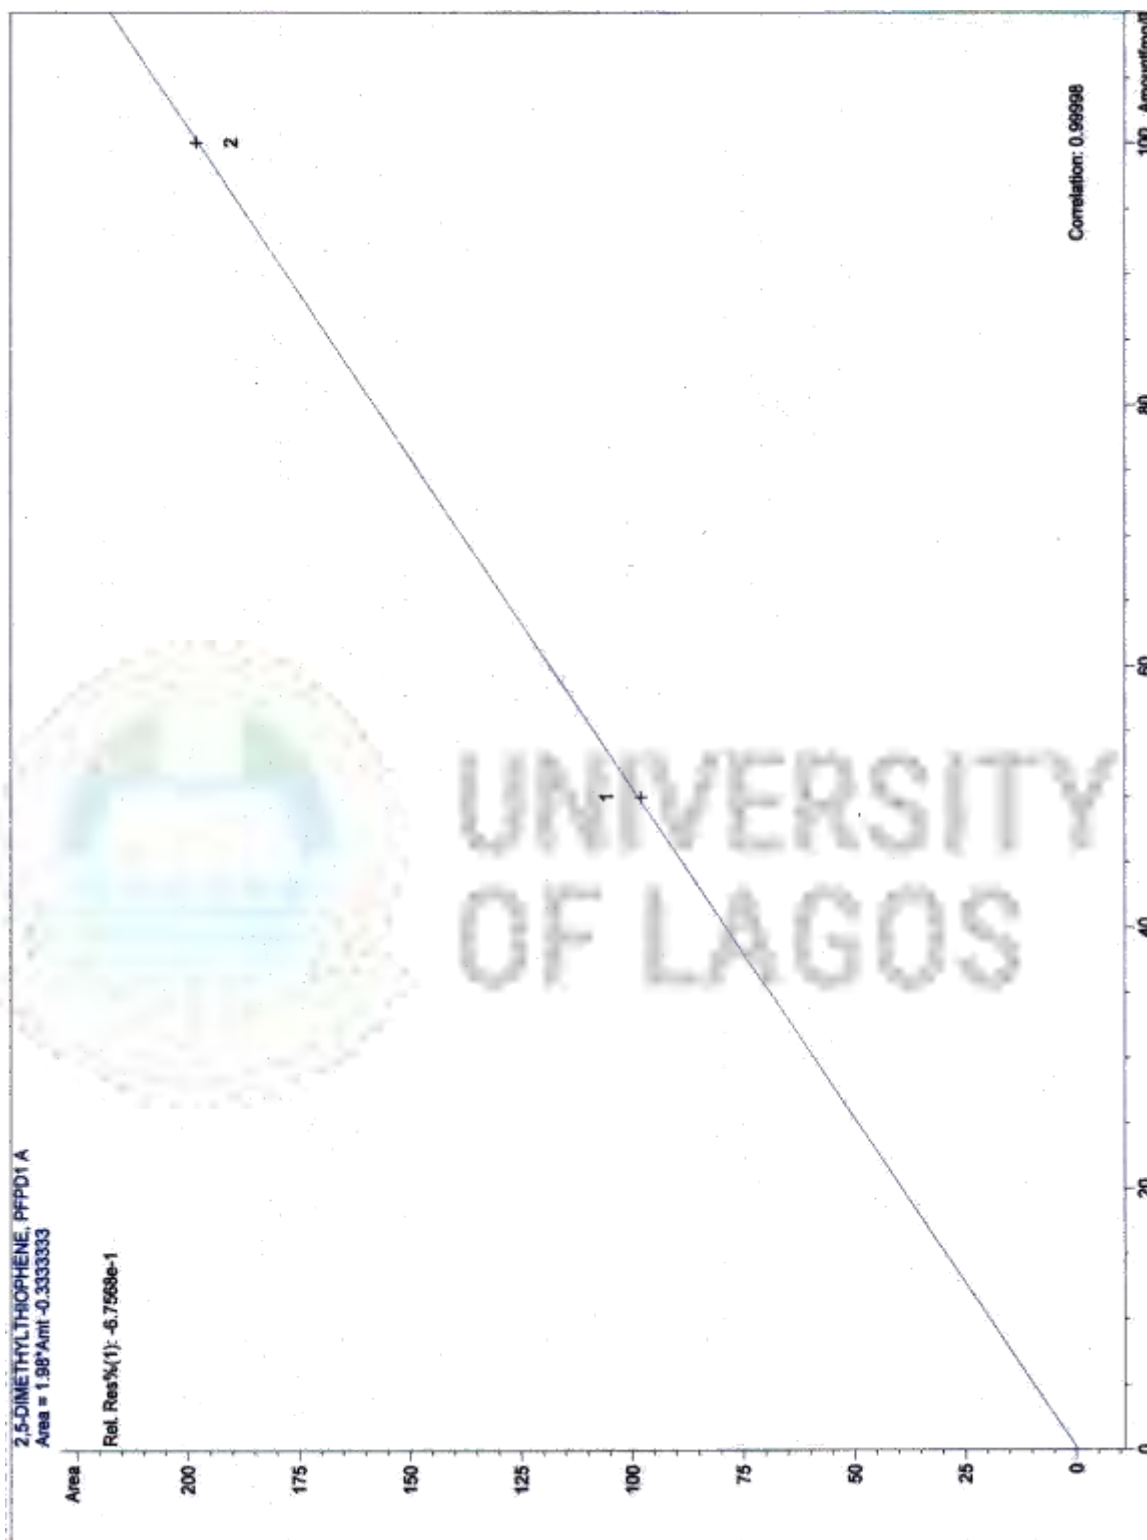 2,5-DIMETHYLTHIOPHENE, PFPD1 A
Area = 1.98*Amt -0.3333333
Area
Rel. Res%(1): -6.7568e-1
200
175
150
125
100
75
50
25
0
2
1
Correlation: 0.99998
0
20
40
60
80
100
UNIVERSITY
OF LAGOS